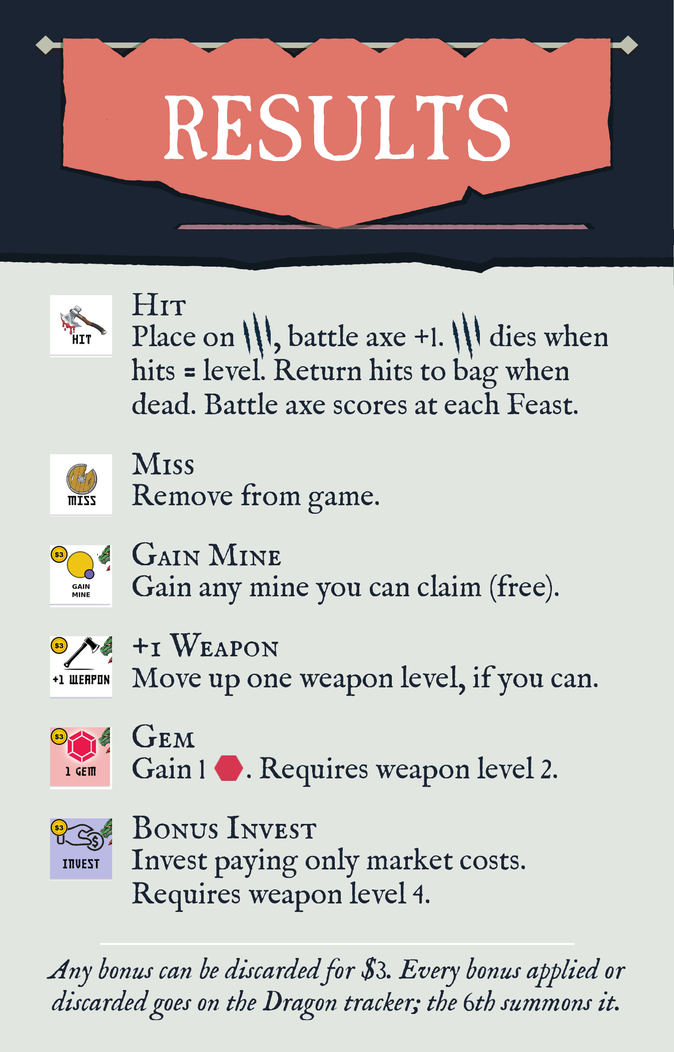 RESULTS
HIT
Hit
Place on , battle axe +1. dies when
hits = level. Return hits to bag when
dead. Battle axe scores at each Feast.
MISS
Miss
Remove from game.
$3
GAIN
MINE
Gain Mine
Gain any mine you can claim (free).
$3
+1 WEAPON
+1 Weapon
Move up one weapon level, if you can.
$3
1 GEM
Gem
Gain 1 . Requires weapon level 2.
$3
$
INVEST
Bonus Invest
Invest paying only market costs.
Requires weapon level 4.
Any bonus can be discarded for $3. Every bonus applied or
discarded goes on the Dragon tracker; the 6th summons it.